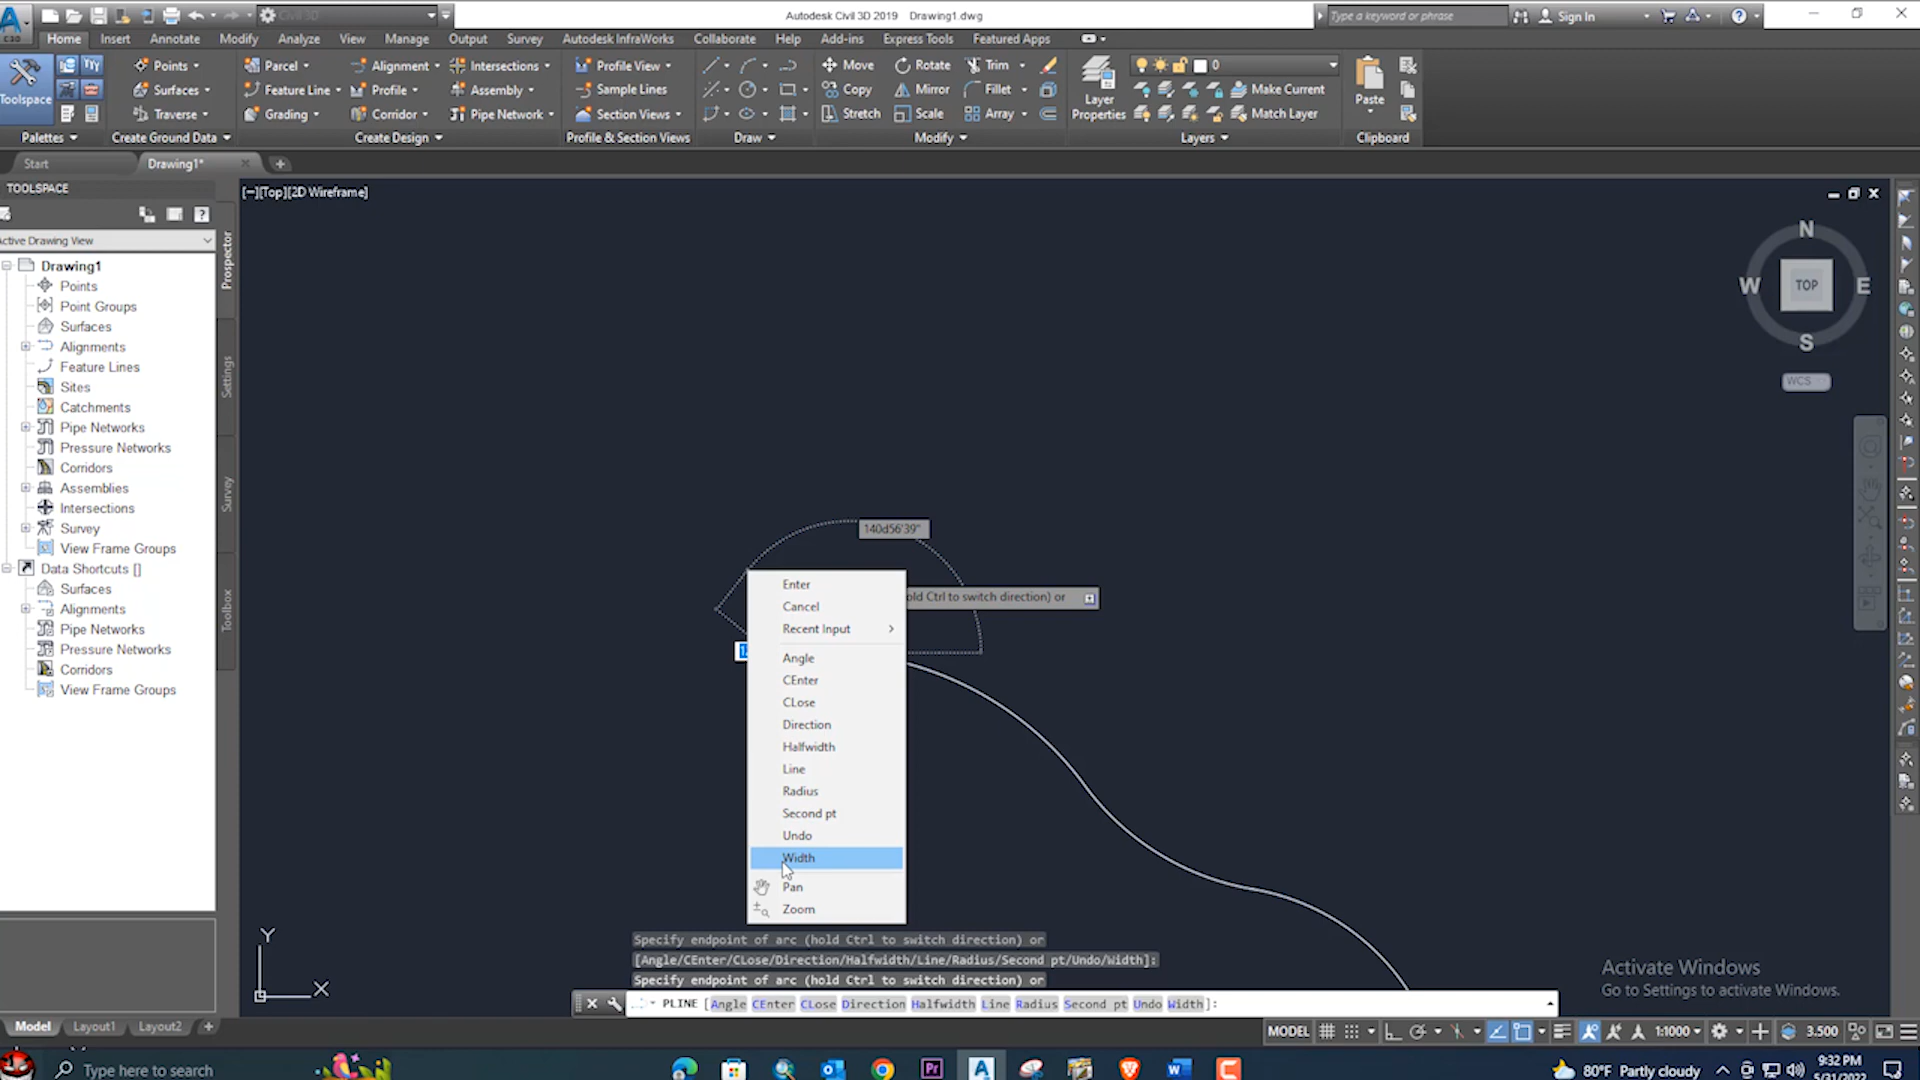 Civil 3D
Autodesk Civil 3D 2019 Drawing1.dwg
Type a keyword or phrase
Sign In
C3D
Home Insert Annotate Modify Analyze View Manage Output Survey Autodesk InfraWorks Collaborate Help Add-ins Express Tools Featured Apps
Toolspace
Points Parcel Alignment Intersections Profile View Move Rotate Trim 0
Surfaces Feature Line Profile Assembly Sample Lines Copy Mirror Fillet Make Current
Traverse Grading Corridor Pipe Network Section Views Stretch Scale Array Match Layer
Layer Properties
Paste
Palettes Create Ground Data Create Design Profile & Section Views Draw Modify Layers Clipboard
Start Drawing1*
TOOLSPACE
[−][Top][2D Wireframe]
Active Drawing View
Drawing1
Points
Point Groups
Surfaces
Alignments
Feature Lines
Sites
Catchments
Pipe Networks
Pressure Networks
Corridors
Assemblies
Intersections
Survey
View Frame Groups
Data Shortcuts []
Surfaces
Alignments
Pipe Networks
Pressure Networks
Corridors
View Frame Groups
Prospector
Settings
Survey
Toolbox
N
W TOP E
S
WCS
140d56'39"
old Ctrl to switch direction) or
Enter
Cancel
Recent Input
Angle
CEnter
CLose
Direction
Halfwidth
Line
Radius
Second pt
Undo
Width
Pan
Zoom
Y
X
Specify endpoint of arc (hold Ctrl to switch direction) or
[Angle/CEnter/CLose/Direction/Halfwidth/Line/Radius/Second pt/Undo/Width]:
Specify endpoint of arc (hold Ctrl to switch direction) or
PLINE [Angle CEnter CLose Direction Halfwidth Line Radius Second pt Undo Width]:
Activate Windows
Go to Settings to activate Windows.
Model Layout1 Layout2
MODEL 1:1000 3.500
Type here to search
80°F Partly cloudy
9:32 PM
5/31/2022